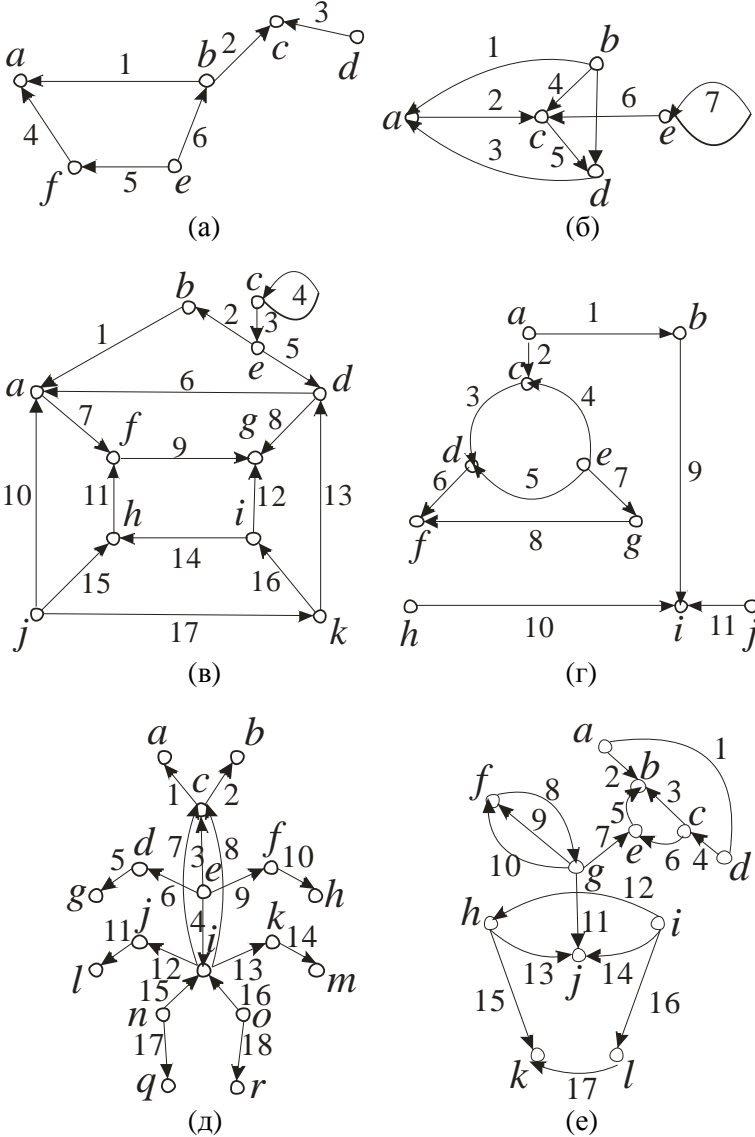 a b c d e f
1 2 3 4 5 6
(а)
a b c d e
1 2 3 4 5 6 7
(б)
a b c d e f g h i j k
1 2 3 4 5 6 7 8 9 10 11 12 13 14 15 16 17
(в)
a b c d e f g h i j
1 2 3 4 5 6 7 8 9 10 11
(г)
a b c d e f g h i j k l m n o q r
1 2 3 4 5 6 7 8 9 10 11 12 13 14 15 16 17 18
(д)
a b c d e f g h i j k l
1 2 3 4 5 6 7 8 9 10 11 12 13 14 15 16 17
(е)